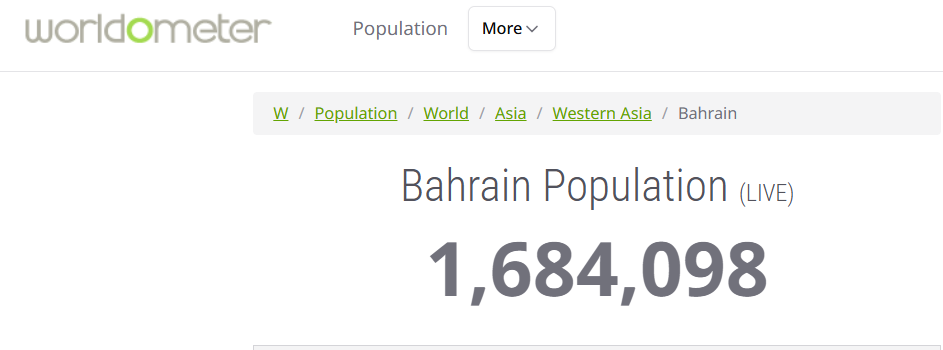 worldometer Population More
W / Population / World / Asia / Western Asia / Bahrain
Bahrain Population (LIVE)
1,684,098